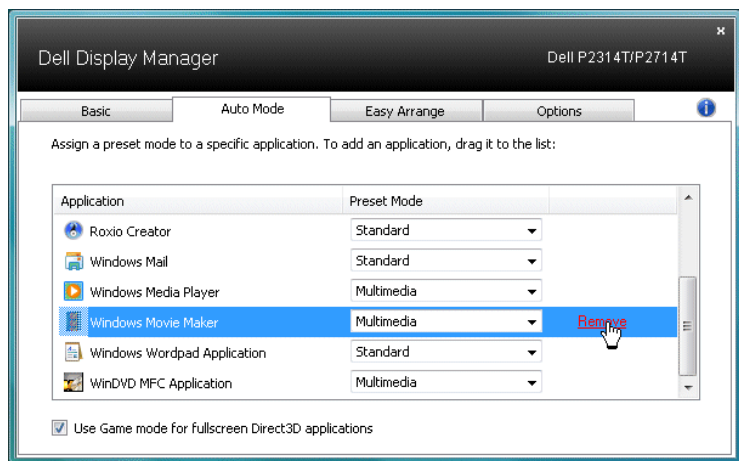 x
Dell Display Manager Dell P2314T/P2714T
Basic Auto Mode Easy Arrange Options i
Assign a preset mode to a specific application. To add an application, drag it to the list:
Application Preset Mode
Roxio Creator Standard
Windows Mail Standard
Windows Media Player Multimedia
Windows Movie Maker Multimedia Remove
Windows Wordpad Application Standard
WinDVD MFC Application Multimedia
Use Game mode for fullscreen Direct3D applications